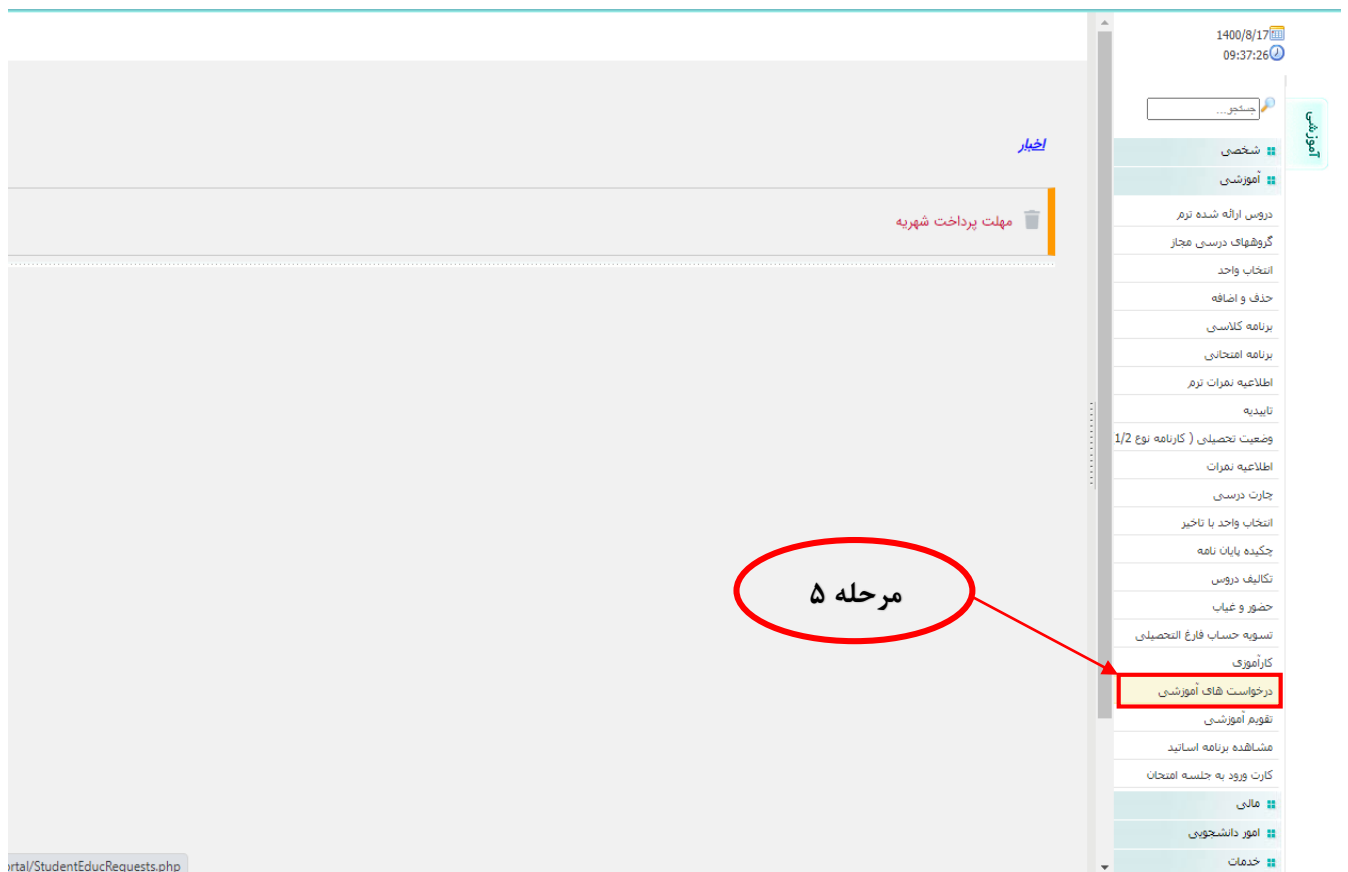 1400/8/17
09:37:26
جستجو...
آموزشی
شخصی
آموزشی
دروس ارائه شده ترم
گروههای درسی مجاز
انتخاب واحد
حذف و اضافه
برنامه کلاسی
برنامه امتحانی
اطلاعیه نمرات ترم
تاییدیه
وضعیت تحصیلی ( کارنامه نوع 1/2
اطلاعیه نمرات
چارت درسی
انتخاب واحد با تاخیر
چکیده پایان نامه
تکالیف دروس
حضور و غیاب
تسویه حساب فارغ التحصیلی
کارآموزی
درخواست های آموزشی
تقویم آموزشی
مشاهده برنامه اساتید
کارت ورود به جلسه امتحان
مالی
امور دانشجویی
خدمات
اخبار
مهلت پرداخت شهریه
مرحله ۵
rtal/StudentEducRequests.php